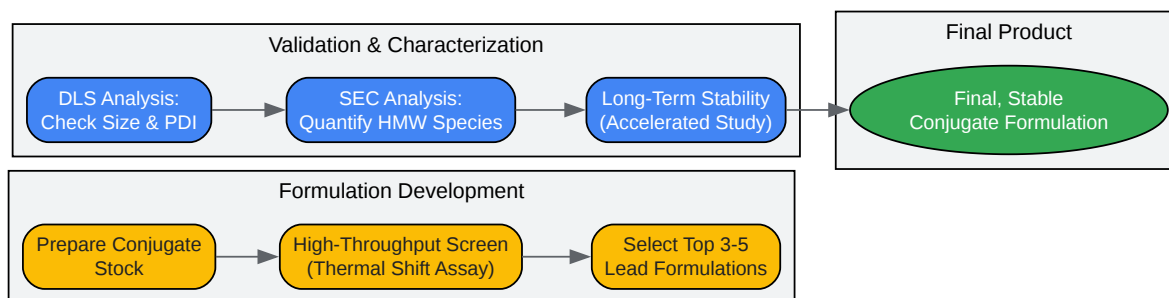 Validation & Characterization
DLS Analysis:
Check Size & PDI
SEC Analysis:
Quantify HMW Species
Long-Term Stability
(Accelerated Study)
Final Product
Final, Stable
Conjugate Formulation
Formulation Development
Prepare Conjugate
Stock
High-Throughput Screen
(Thermal Shift Assay)
Select Top 3-5
Lead Formulations